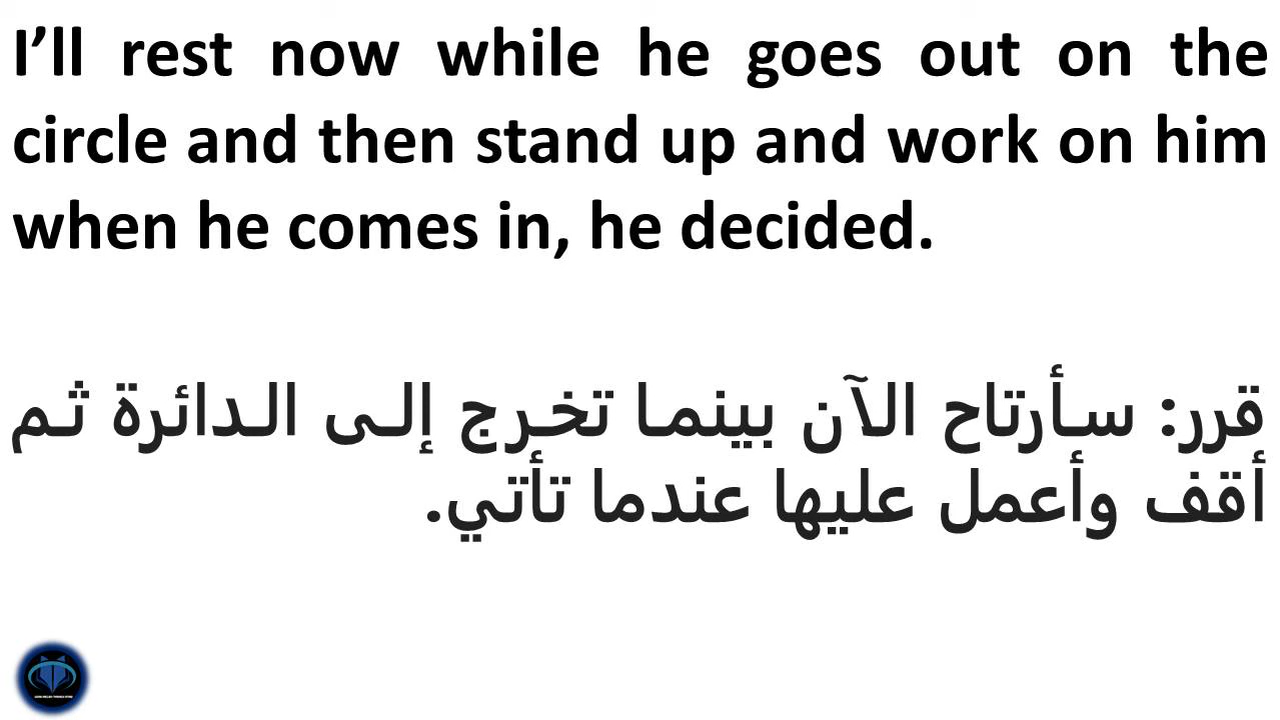 I’ll rest now while he goes out on the
circle and then stand up and work on him
when he comes in, he decided.
قرر: سأرتاح الآن بينما تخرج إلى الدائرة ثم
أقف وأعمل عليها عندما تأتي.